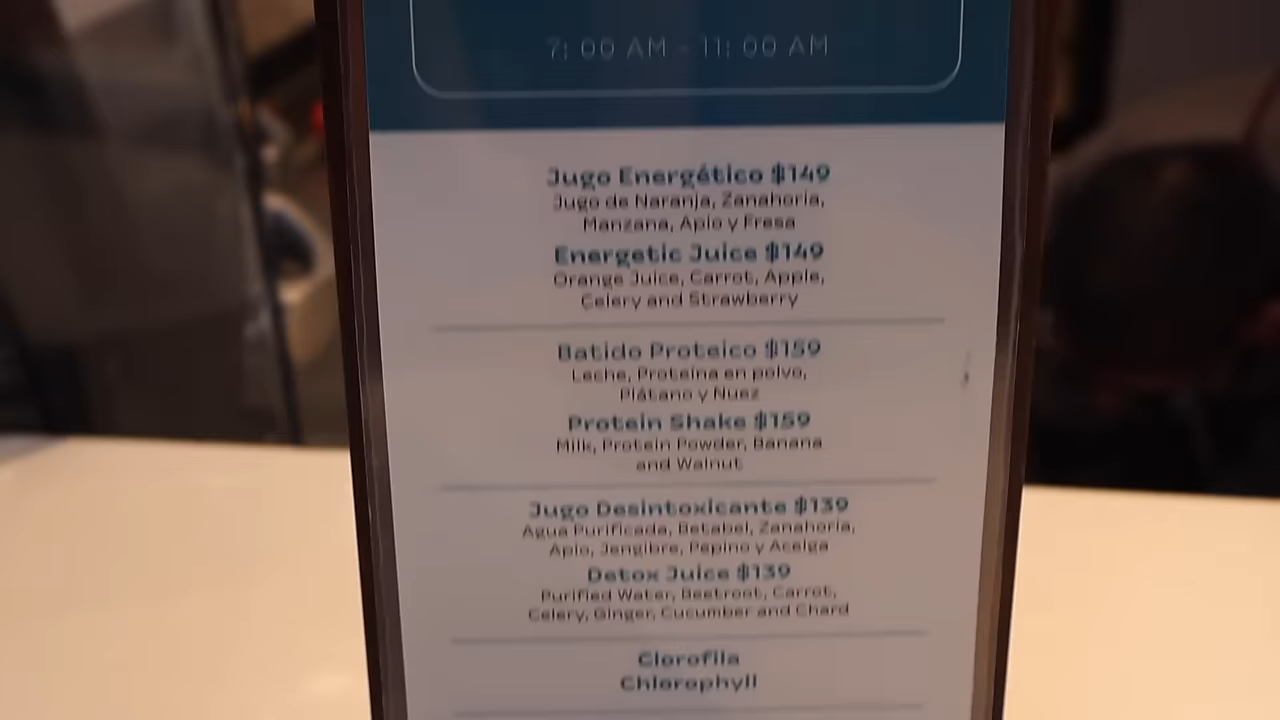 7: 00 AM - 11: 00 AM
Jugo Energético $149
Jugo de Naranja, Zanahoria,
Manzana, Apio y Fresa
Energetic Juice $149
Orange Juice, Carrot, Apple,
Celery and Strawberry
Batido Proteico $159
Leche, Proteína en polvo,
Plátano y Nuez
Protein Shake $159
Milk, Protein Powder, Banana
and Walnut
Jugo Desintoxicante $139
Agua Purificada, Betabel, Zanahoria,
Apio, Jengibre, Pepino y Acelga
Detox Juice $139
Purified Water, Beetroot, Carrot,
Celery, Ginger, Cucumber and Chard
Clorofila
Chlorophyll